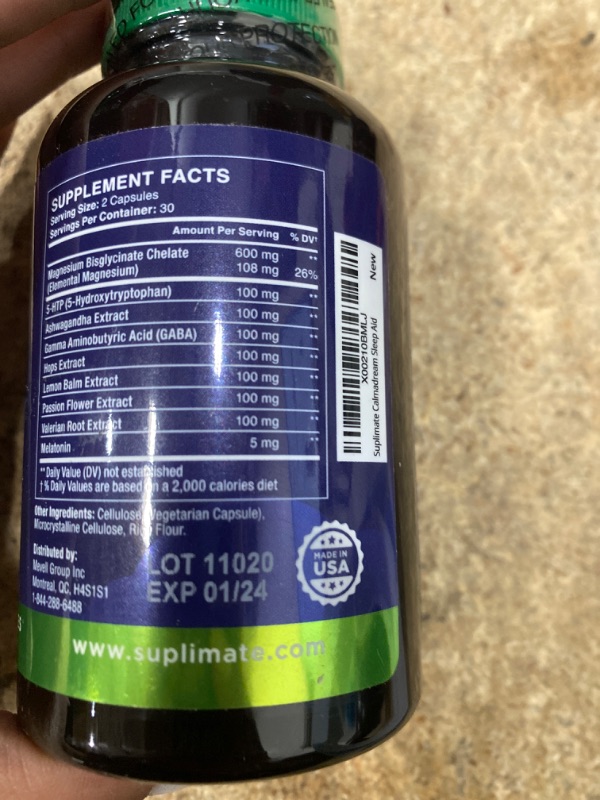 PROTECTION
SUPPLEMENT FACTS
Serving Size: 2 Capsules
Servings Per Container: 30
Amount Per Serving % DV†
Magnesium Bisglycinate Chelate 600 mg **
(Elemental Magnesium) 108 mg 26%
5-HTP (5-Hydroxytryptophan) 100 mg **
Ashwagandha Extract 100 mg **
Gamma Aminobutyric Acid (GABA) 100 mg **
Hops Extract 100 mg **
Lemon Balm Extract 100 mg **
Passion Flower Extract 100 mg **
Valerian Root Extract 100 mg **
Melatonin 5 mg **
**Daily Value (DV) not established
† % Daily Values are based on a 2,000 calories diet
Other Ingredients: Cellulose (Vegetarian Capsule),
Microcrystalline Cellulose, Rice Flour.
Distributed by:
Nevell Group Inc
Montreal, QC, H4S1S1
1-844-288-6488
LOT 11020
EXP 01/24
MADE IN
USA
www.suplimate.com
X00210BMLJ
Suplimate Calmadream Sleep Aid
New